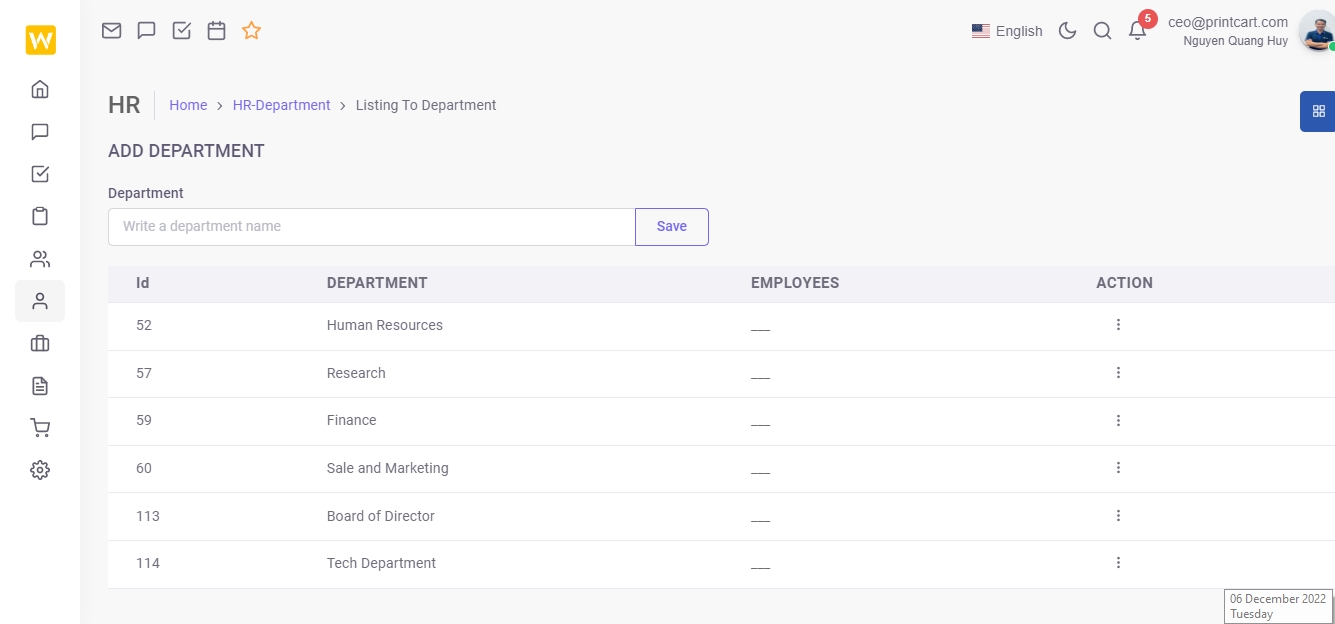 W
English
5
ceo@printcart.com
Nguyen Quang Huy
HR Home > HR-Department > Listing To Department
ADD DEPARTMENT
Department
Write a department name Save
Id DEPARTMENT EMPLOYEES ACTION
52 Human Resources ___
57 Research ___
59 Finance ___
60 Sale and Marketing ___
113 Board of Director ___
114 Tech Department ___
06 December 2022
Tuesday